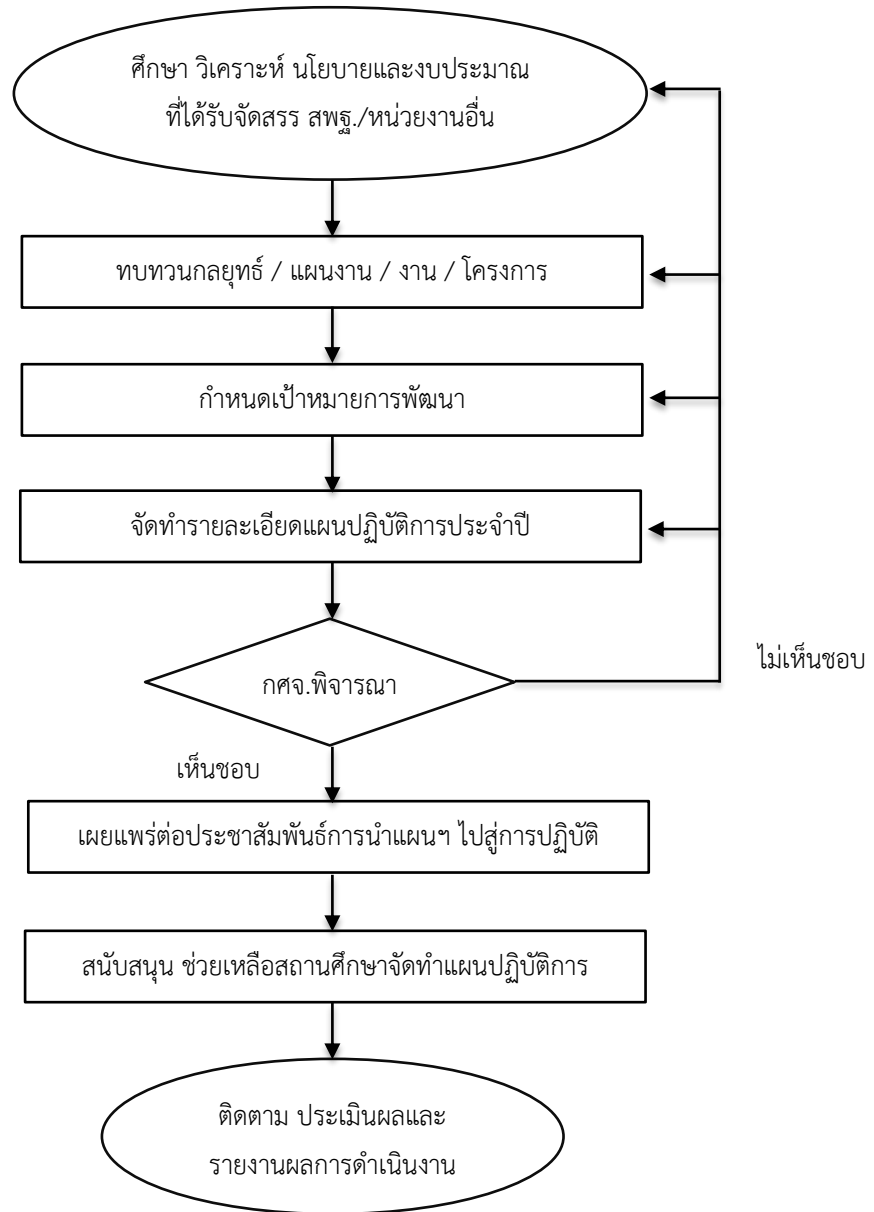 ศึกษา วิเคราะห์ นโยบายและงบประมาณ
ที่ได้รับจัดสรร สพฐ./หน่วยงานอื่น
ทบทวนกลยุทธ์ / แผนงาน / งาน / โครงการ
กำหนดเป้าหมายการพัฒนา
จัดทำรายละเอียดแผนปฏิบัติการประจำปี
กศจ.พิจารณา
ไม่เห็นชอบ
เห็นชอบ
เผยแพร่ต่อประชาสัมพันธ์การนำแผนฯ ไปสู่การปฏิบัติ
สนับสนุน ช่วยเหลือสถานศึกษาจัดทำแผนปฏิบัติการ
ติดตาม ประเมินผลและ
รายงานผลการดำเนินงาน